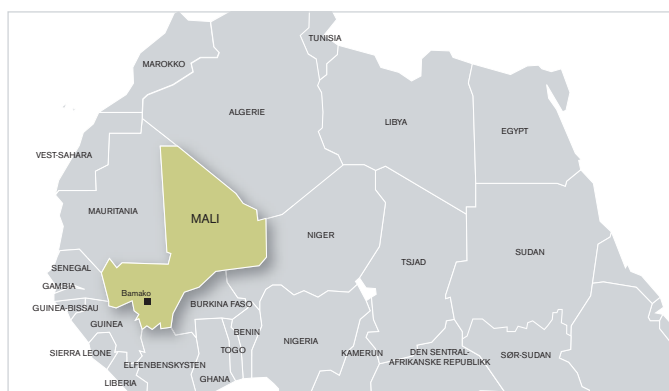 TUNISIA
MAROKKO
ALGERIE
LIBYA
EGYPT
VEST-SAHARA
MAURITANIA
MALI
NIGER
TSJAD
SUDAN
SENEGAL
GAMBIA
Bamako
GUINEA-BISSAU
BURKINA FASO
GUINEA
BENIN
SIERRA LEONE
ELFENBENSKYSTEN
TOGO
NIGERIA
KAMERUN
DEN SENTRAL-
AFRIKANSKE REPUBLIKK
SØR-SUDAN
LIBERIA
GHANA